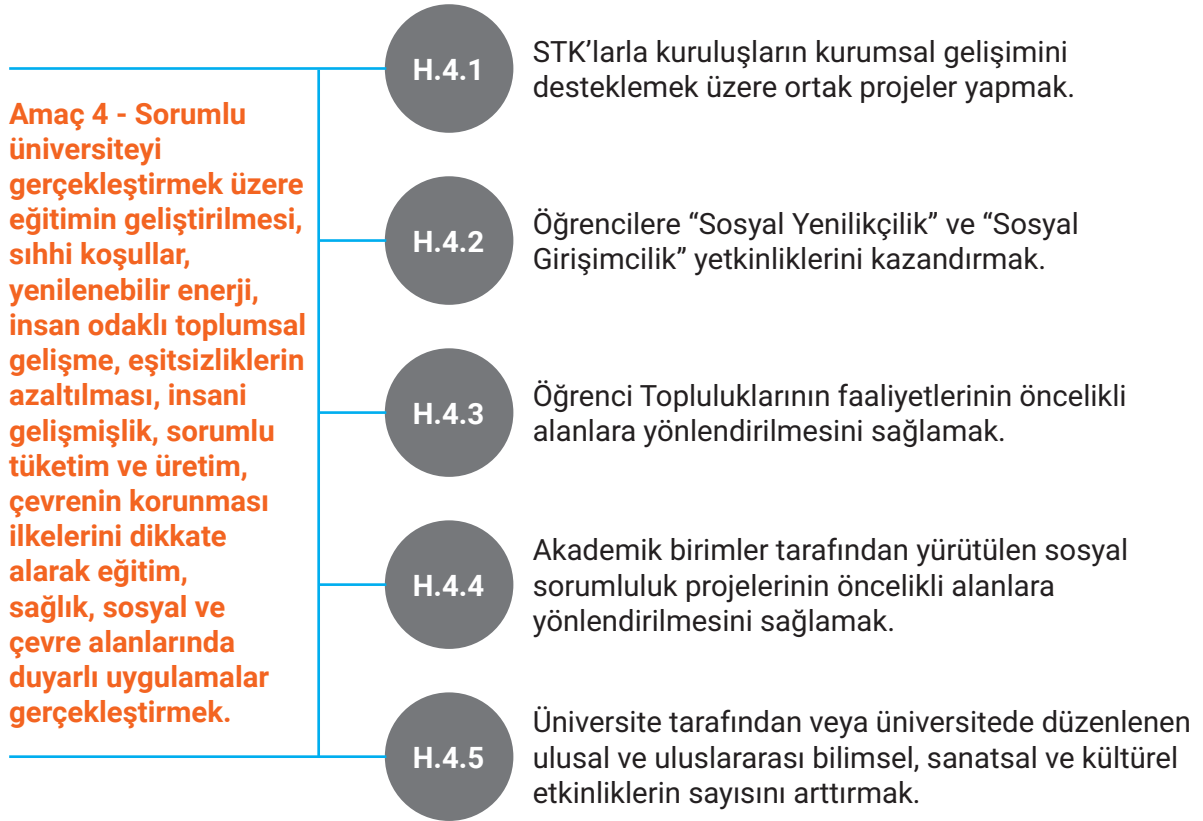 Amaç 4 - Sorumlu
üniversiteyi
gerçekleştirmek üzere
eğitimin geliştirilmesi,
sıhhi koşullar,
yenilenebilir enerji,
insan odaklı toplumsal
gelişme, eşitsizliklerin
azaltılması, insani
gelişmişlik, sorumlu
tüketim ve üretim,
çevrenin korunması
ilkelerini dikkate
alarak eğitim,
sağlık, sosyal ve
çevre alanlarında
duyarlı uygulamalar
gerçekleştirmek.
H.4.1
STK’larla kuruluşların kurumsal gelişimini
desteklemek üzere ortak projeler yapmak.
H.4.2
Öğrencilere “Sosyal Yenilikçilik” ve “Sosyal
Girişimcilik” yetkinliklerini kazandırmak.
H.4.3
Öğrenci Topluluklarının faaliyetlerinin öncelikli
alanlara yönlendirilmesini sağlamak.
H.4.4
Akademik birimler tarafından yürütülen sosyal
sorumluluk projelerinin öncelikli alanlara
yönlendirilmesini sağlamak.
H.4.5
Üniversite tarafından veya üniversitede düzenlenen
ulusal ve uluslararası bilimsel, sanatsal ve kültürel
etkinliklerin sayısını arttırmak.